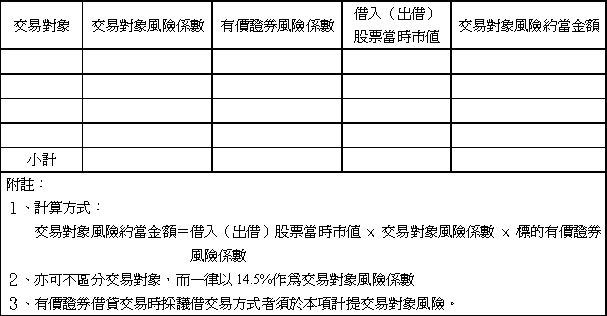 交易對象 交易對象風險係數 有價證券風險係數 借入（出借） 交易對象風險約當金額
股票當時市值
小計
附註：
１、計算方式：
交易對象風險約當金額＝借入（出借）股票當時市值 × 交易對象風險係數 × 標的有價證券
風險係數
２、亦可不區分交易對象，而一律以 14.5%作為交易對象風險係數
３、有價證券借貸交易時採議借交易方式者須於本項計提交易對象風險。